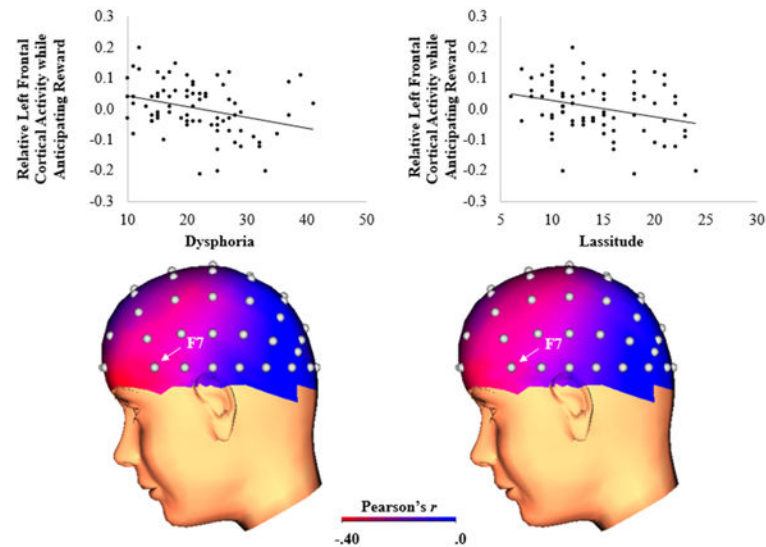 Relative Left Frontal
Cortical Activity while
Anticipating Reward
0.3
0.2
0.1
0.0
-0.1
-0.2
-0.3
10
20
30
40
50
Dysphoria
Relative Left Frontal
Cortical Activity while
Anticipating Reward
0.3
0.2
0.1
0.0
-0.1
-0.2
-0.3
5
10
15
20
25
30
Lassitude
F7
F7
Pearson's r
-.40
.0